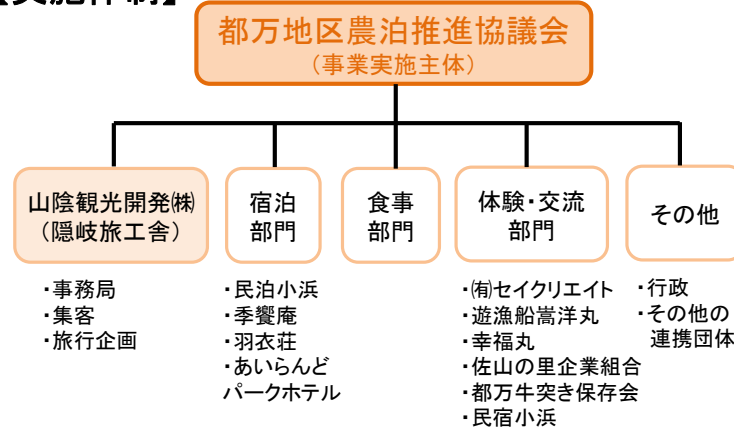 【実施体制】
都万地区農泊推進協議会
（事業実施主体）
山陰観光開発㈱
（隠岐旅工舎）
宿泊
部門
食事
部門
体験・交流
部門
その他
・事務局
・集客
・旅行企画
・民泊小浜
・季饗庵
・羽衣荘
・あいらんど
パークホテル
・㈲セイクリエイト
・遊漁船嵩洋丸
・幸福丸
・佐山の里企業組合
・都万牛突き保存会
・民宿小浜
・行政
・その他の
連携団体